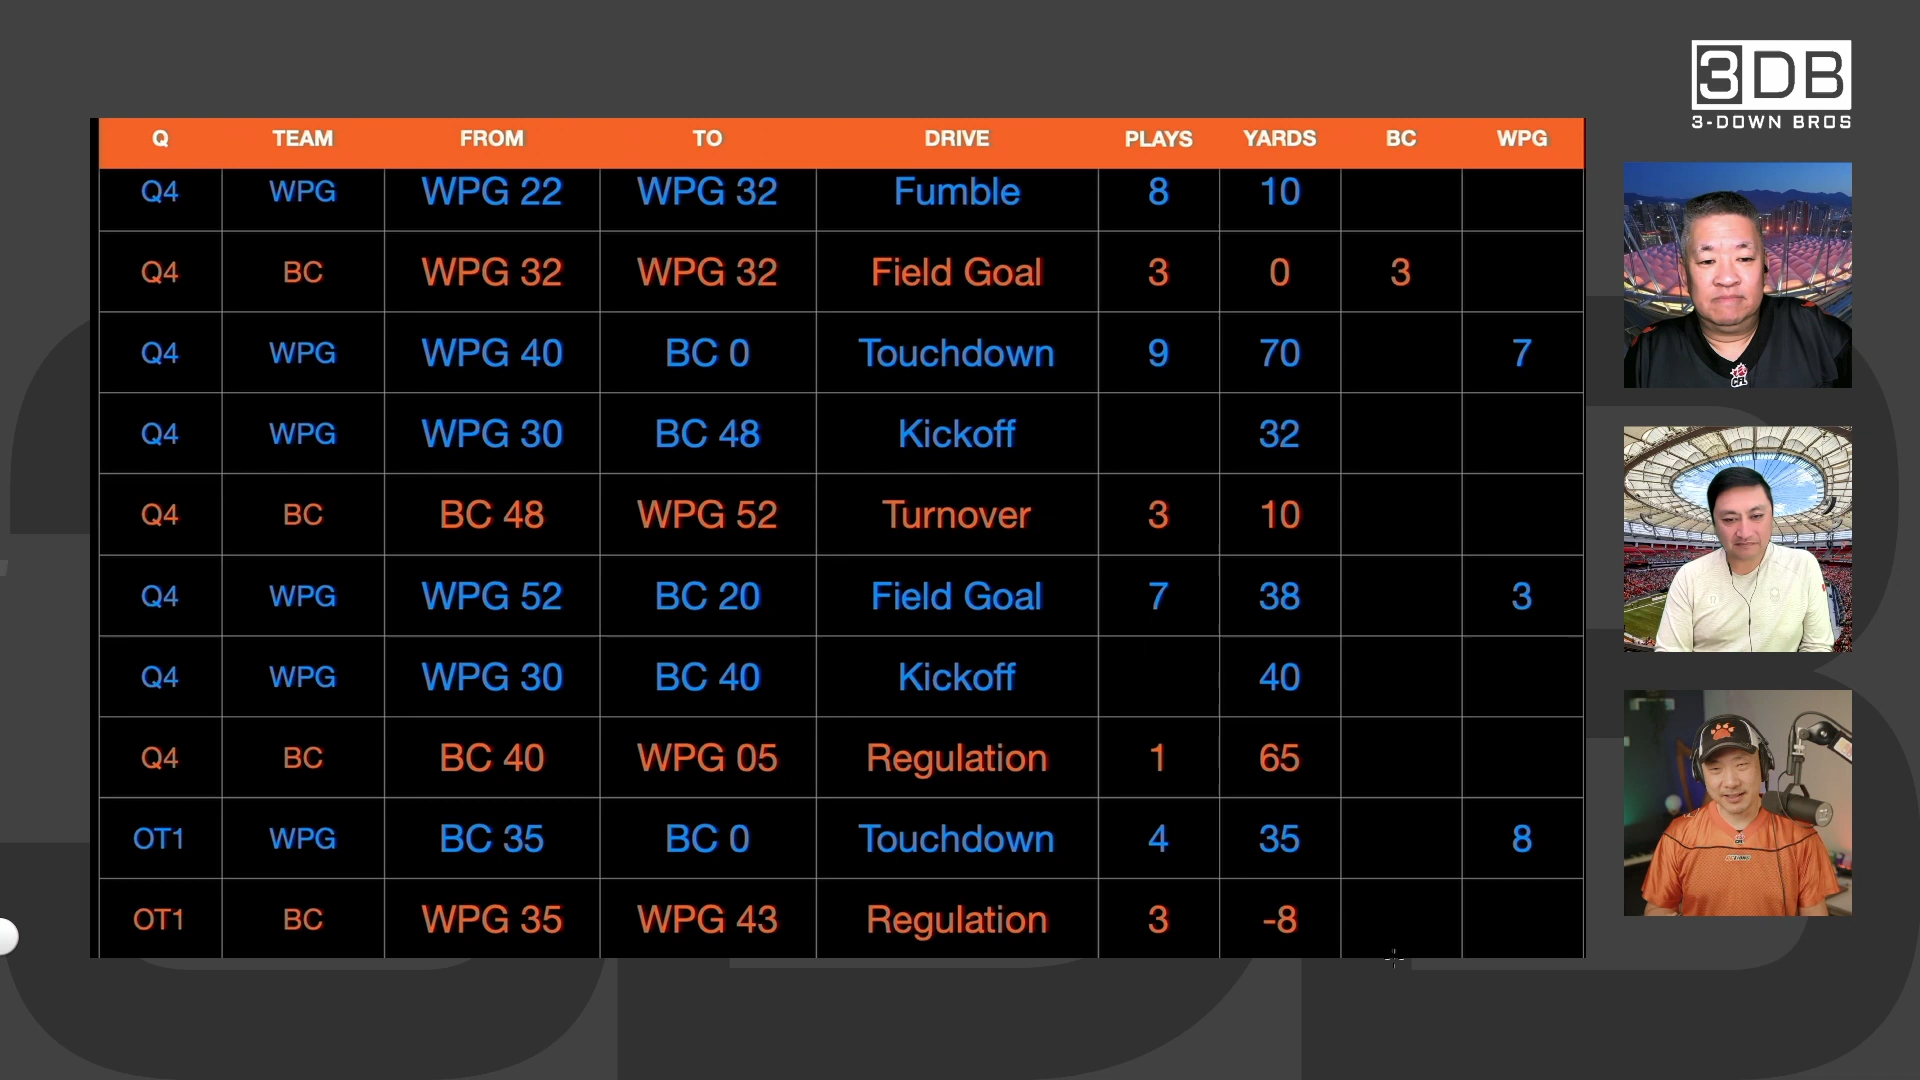 3DB
3-DOWN BROS
Q TEAM FROM TO DRIVE PLAYS YARDS BC WPG
Q4 WPG WPG 22 WPG 32 Fumble 8 10
Q4 BC WPG 32 WPG 32 Field Goal 3 0 3
Q4 WPG WPG 40 BC 0 Touchdown 9 70 7
Q4 WPG WPG 30 BC 48 Kickoff 32
Q4 BC BC 48 WPG 52 Turnover 3 10
Q4 WPG WPG 52 BC 20 Field Goal 7 38 3
Q4 WPG WPG 30 BC 40 Kickoff 40
Q4 BC BC 40 WPG 05 Regulation 1 65
OT1 WPG BC 35 BC 0 Touchdown 4 35 8
OT1 BC WPG 35 WPG 43 Regulation 3 -8
CFL